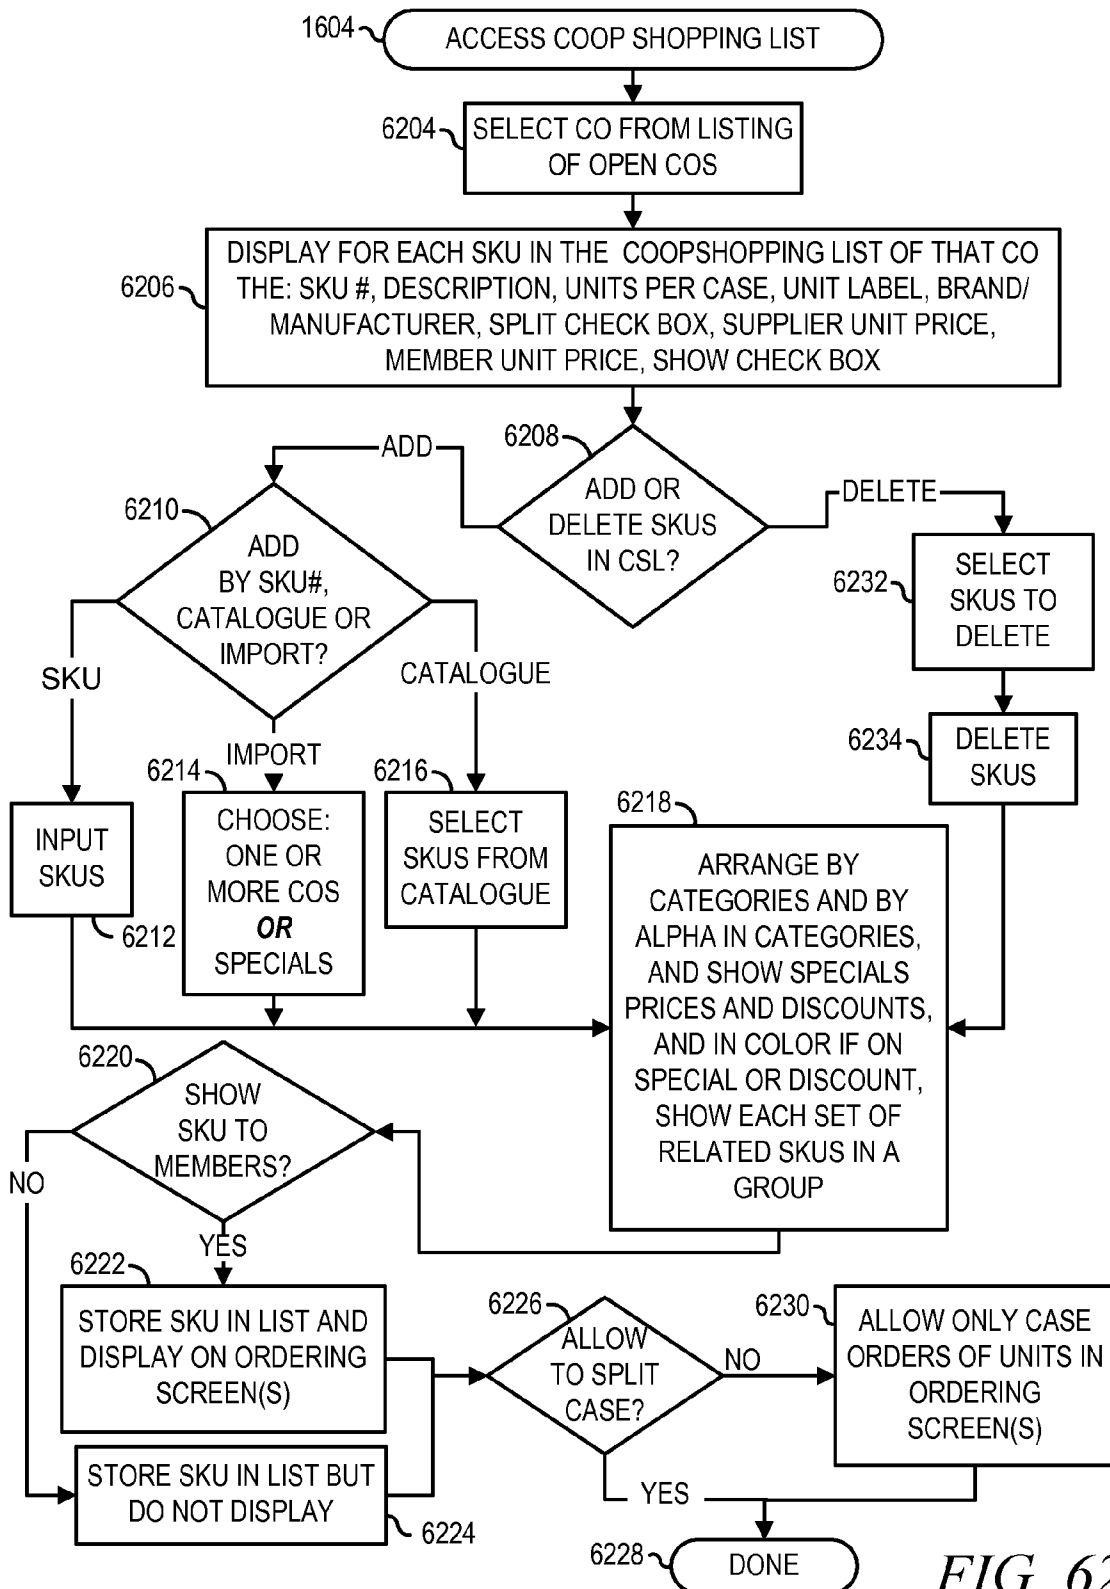 1604
ACCESS COOP SHOPPING LIST
6204
SELECT CO FROM LISTING
OF OPEN COS
6206
DISPLAY FOR EACH SKU IN THE COOPSHOPPING LIST OF THAT CO
THE: SKU #, DESCRIPTION, UNITS PER CASE, UNIT LABEL, BRAND/
MANUFACTURER, SPLIT CHECK BOX, SUPPLIER UNIT PRICE,
MEMBER UNIT PRICE, SHOW CHECK BOX
6208
ADD OR
DELETE SKUS
IN CSL?
ADD
DELETE
6210
ADD
BY SKU#,
CATALOGUE OR
IMPORT?
6232
SELECT
SKUS TO
DELETE
SKU
IMPORT
CATALOGUE
6234
DELETE
SKUS
INPUT
SKUS
6212
6214
CHOOSE:
ONE OR
MORE COS
OR
SPECIALS
6216
SELECT
SKUS FROM
CATALOGUE
6218
ARRANGE BY
CATEGORIES AND BY
ALPHA IN CATEGORIES,
AND SHOW SPECIALS
PRICES AND DISCOUNTS,
AND IN COLOR IF ON
SPECIAL OR DISCOUNT,
SHOW EACH SET OF
RELATED SKUS IN A
GROUP
6220
SHOW
SKU TO
MEMBERS?
NO
YES
6222
STORE SKU IN LIST AND
DISPLAY ON ORDERING
SCREEN(S)
STORE SKU IN LIST BUT
DO NOT DISPLAY
6224
6226
ALLOW
TO SPLIT
CASE?
NO
YES
6230
ALLOW ONLY CASE
ORDERS OF UNITS IN
ORDERING
SCREEN(S)
6228
DONE
FIG. 62